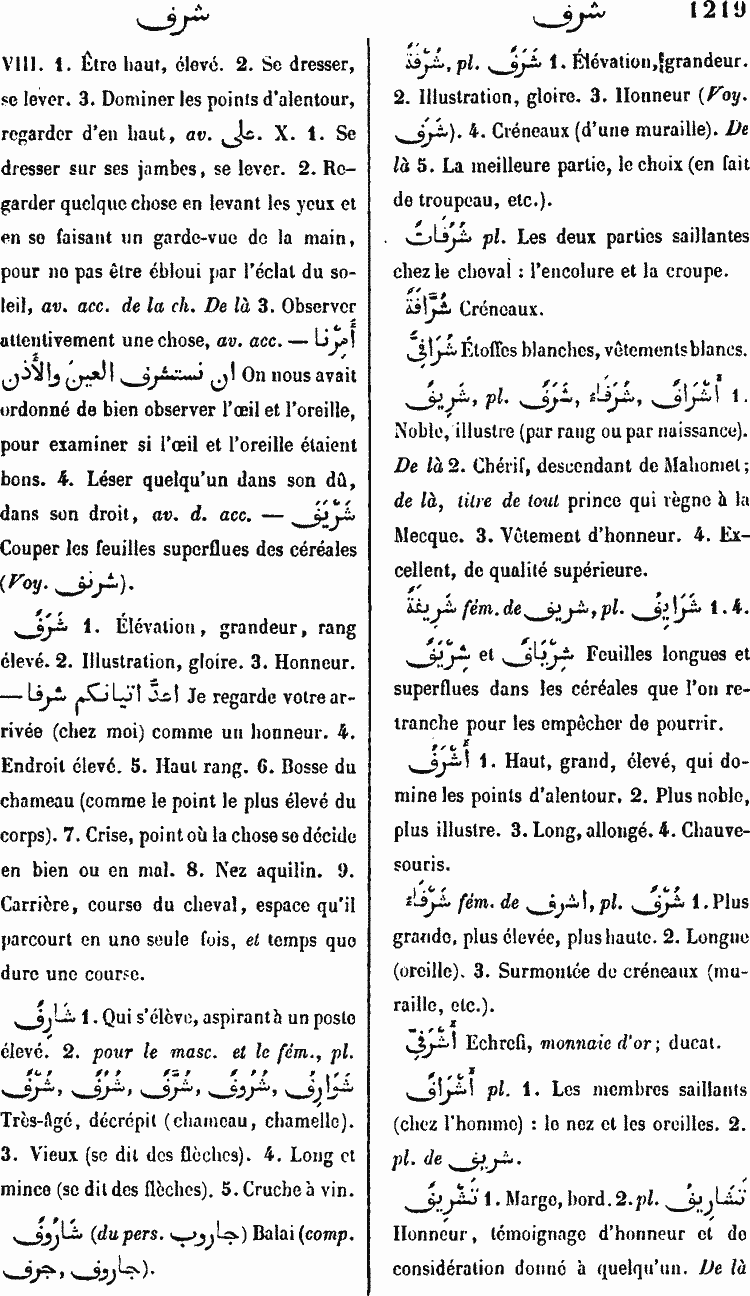 شرف
شرف 1219
VIII. 1. Être haut, élevé. 2. Se dresser,
se lever. 3. Dominer les points d'alentour,
regarder d'en haut, av. على. X. 1. Se
dresser sur ses jambes, se lever. 2. Re-
garder quelque chose en levant les yeux et
en se faisant un garde-vue de la main,
pour ne pas être ébloui par l'éclat du so-
leil, av. acc. de la ch. De là 3. Observer
attentivement une chose, av. acc. — أُمِرْنا
ان نستشرف العينَ والأُذن On nous avait
ordonné de bien observer l'œil et l'oreille,
pour examiner si l'œil et l'oreille étaient
bons. 4. Léser quelqu'un dans son dû,
dans son droit, av. d. acc. — شَرْيَفَ
Couper les feuilles superflues des céréales
(Voy. شرنف).
شَرَفٌ 1. Élévation, grandeur, rang
élevé. 2. Illustration, gloire. 3. Honneur.
— اعدّ اتيانكم شرفا Je regarde votre ar-
rivée (chez moi) comme un honneur. 4.
Endroit élevé. 5. Haut rang. 6. Bosse du
chameau (comme le point le plus élevé du
corps). 7. Crise, point où la chose se décide
en bien ou en mal. 8. Nez aquilin. 9.
Carrière, course du cheval, espace qu'il
parcourt en une seule fois, et temps que
dure une course.
شَارِفٌ 1. Qui s'élève, aspirant à un poste
élevé. 2. pour le masc. et le fém., pl.
شَوَارِفُ, شُرُوفٌ, شُرَّفٌ, شُرُفٌ, شُرْفٌ
Très-âgé, décrépit (chameau, chamelle).
3. Vieux (se dit des flèches). 4. Long et
mince (se dit des flèches). 5. Cruche à vin.
شَارُوفٌ (du pers. جاروب) Balai (comp.
جاروف, جرف).
شُرْفَةٌ, pl. شُرَفٌ 1. Élévation, grandeur.
2. Illustration, gloire. 3. Honneur (Voy.
شَرَفٌ). 4. Créneaux (d'une muraille). De
là 5. La meilleure partie, le choix (en fait
de troupeau, etc.).
شُرُفَاتٌ pl. Les deux parties saillantes
chez le cheval : l'encolure et la croupe.
شُرَّافَةٌ Créneaux.
شُرَافِىٌّ Étoffes blanches, vêtements blancs.
شَرِيفٌ, pl. شَرَفٌ, شُرَفَاءُ, أَشْرَافٌ 1.
Noble, illustre (par rang ou par naissance).
De là 2. Chérif, descendant de Mahomet;
de là, titre de tout prince qui règne à la
Mecque. 3. Vêtement d'honneur. 4. Ex-
cellent, de qualité supérieure.
شَرِيفَةٌ fém. de شريف, pl. شَرَايِفُ 1. 4.
شِرْيَفٌ et شِرْيَافٌ Feuilles longues et
superflues dans les céréales que l'on re-
tranche pour les empêcher de pourrir.
أَشْرَفُ 1. Haut, grand, élevé, qui do-
mine les points d'alentour. 2. Plus noble,
plus illustre. 3. Long, allongé. 4. Chauve-
souris.
شَرْفَاءُ fém. de اشرف, pl. شُرْفٌ 1. Plus
grande, plus élevée, plus haute. 2. Longue
(oreille). 3. Surmontée de créneaux (mu-
raille, etc.).
أَشْرَفِىٌّ Echrefi, monnaie d'or; ducat.
أَشْرَافٌ pl. 1. Les membres saillants
(chez l'homme) : le nez et les oreilles. 2.
pl. de شريف.
تَشْرِيفٌ 1. Marge, bord. 2. pl. تَشَارِيفُ
Honneur, témoignage d'honneur et de
considération donné à quelqu'un. De là